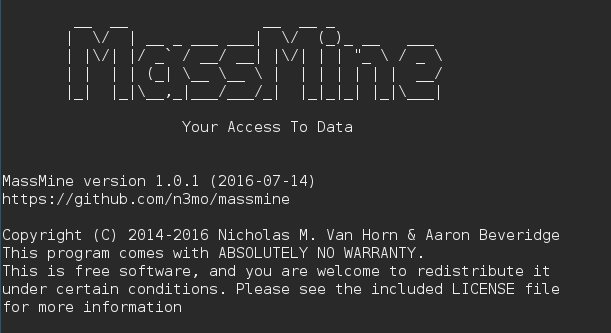 MassMine
Your Access To Data
MassMine version 1.0.1 (2016-07-14)
https://github.com/n3mo/massmine
Copyright (C) 2014-2016 Nicholas M. Van Horn & Aaron Beveridge
This program comes with ABSOLUTELY NO WARRANTY.
This is free software, and you are welcome to redistribute it
under certain conditions. Please see the included LICENSE file
for more information